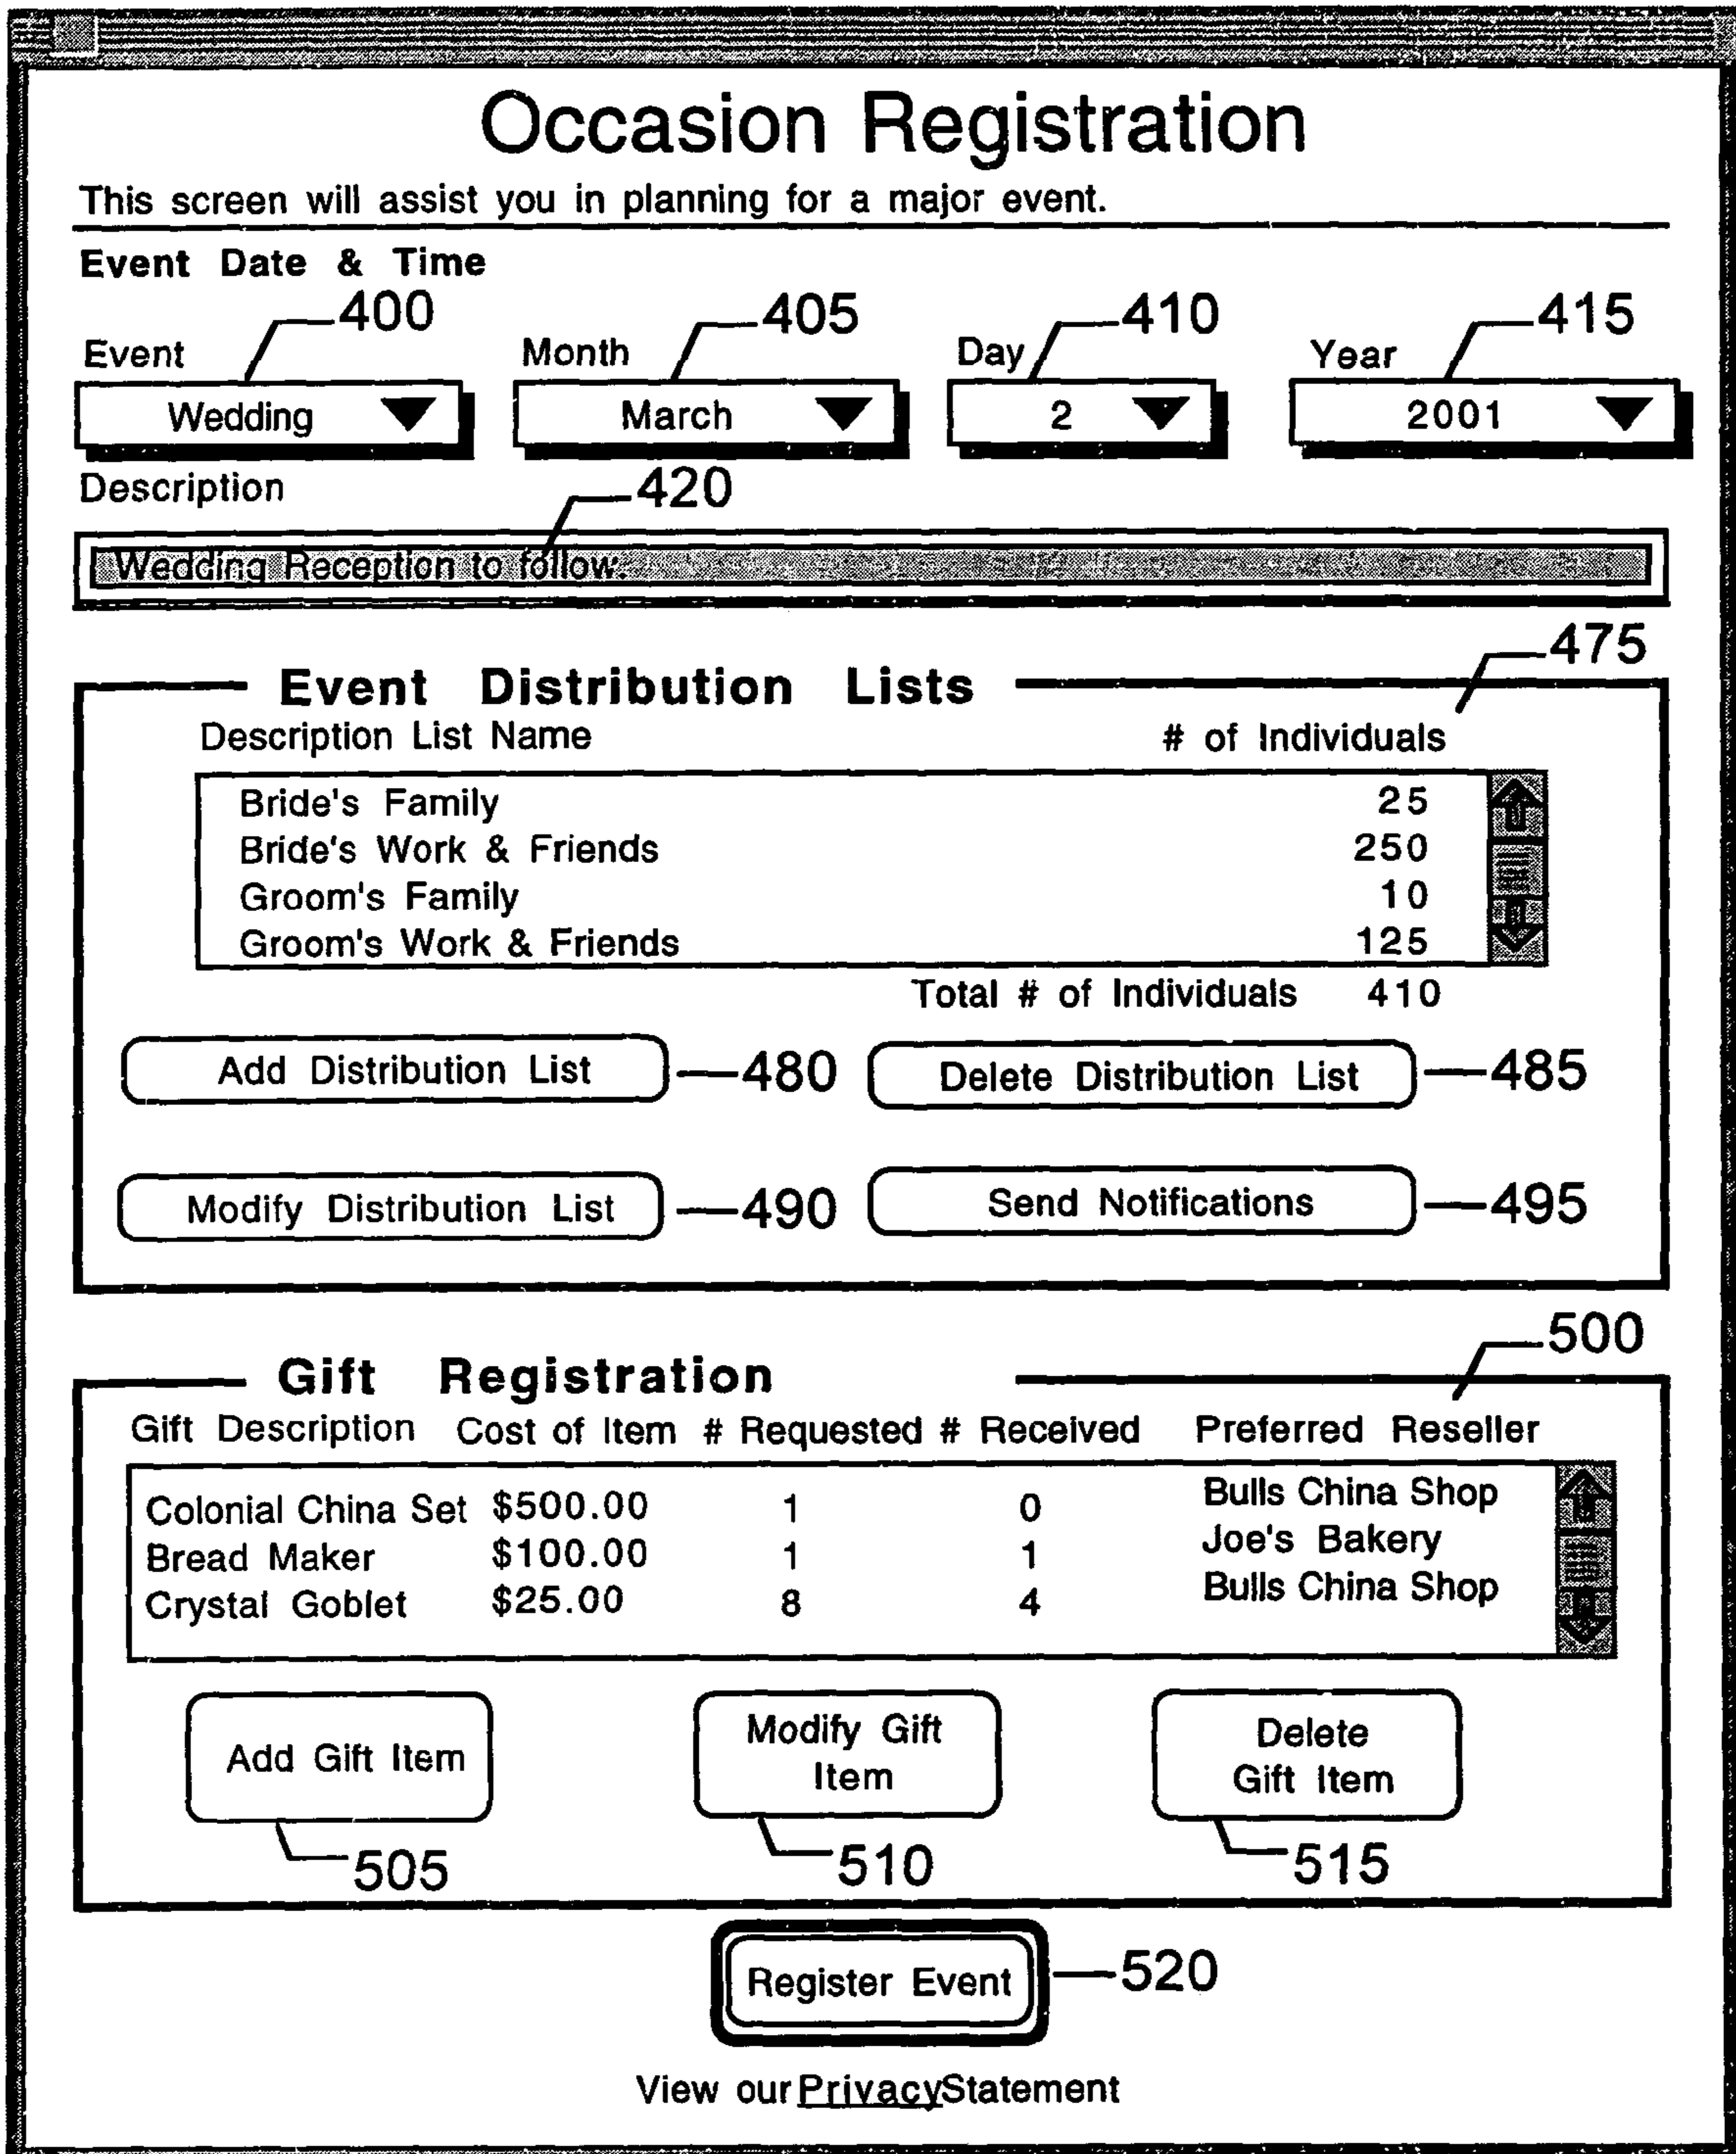 Occasion Registration
This screen will assist you in planning for a major event.
Event Date & Time
400 405 410 415
Event Month Day Year
Wedding March 2 2001
Description 420
Wedding Reception to follow.
475
Event Distribution Lists
Description List Name # of Individuals
Bride's Family 25
Bride's Work & Friends 250
Groom's Family 10
Groom's Work & Friends 125
Total # of Individuals 410
Add Distribution List 480 Delete Distribution List 485
Modify Distribution List 490 Send Notifications 495
500
Gift Registration
Gift Description Cost of Item # Requested # Received Preferred Reseller
Colonial China Set $500.00 1 0 Bulls China Shop
Bread Maker $100.00 1 1 Joe's Bakery
Crystal Goblet $25.00 8 4 Bulls China Shop
Add Gift Item Modify Gift Item Delete Gift Item
505 510 515
Register Event 520
View our Privacy Statement